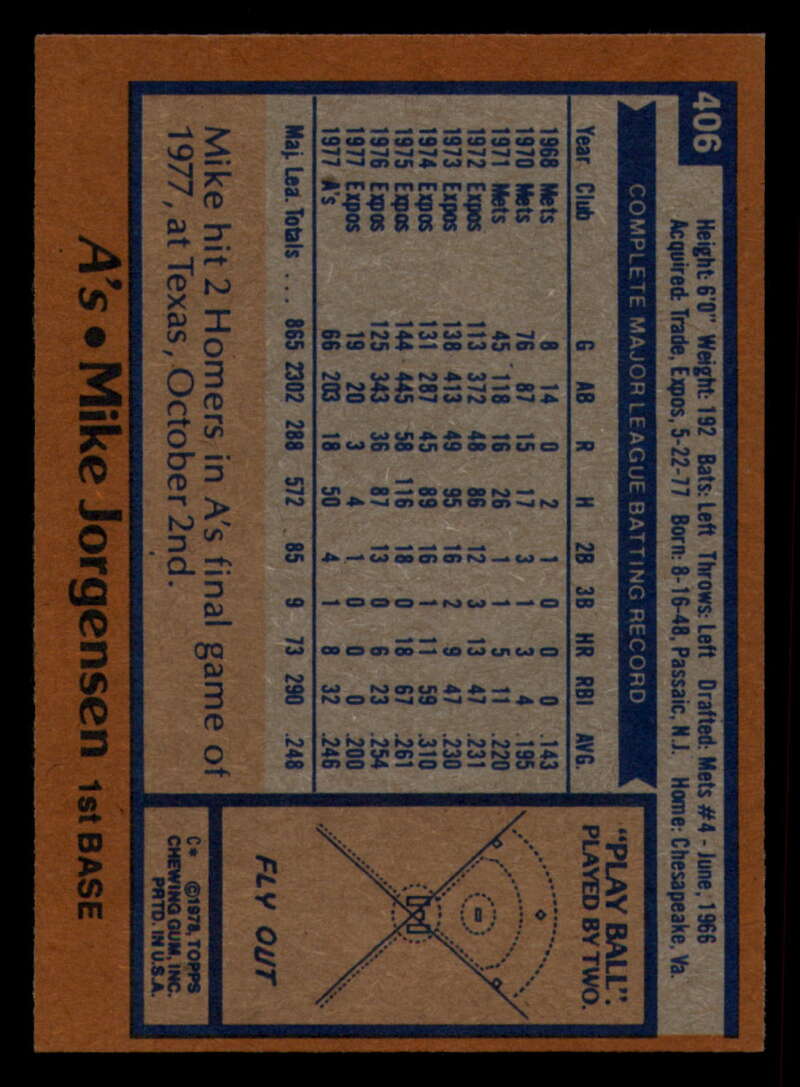 406
Height: 6'0" Weight: 192 Bats: Left Throws: Left Drafted: Mets #4 - June, 1966
Acquired: Trade, Expos, 5-22-77 Born: 8-16-48, Passaic, N.J. Home: Chesapeake, Va.
COMPLETE MAJOR LEAGUE BATTING RECORD
Year Club G AB R H 2B 3B HR RBI AVG.
1968 Mets 8 14 0 2 1 0 0 0 .143
1970 Mets 76 87 15 17 3 1 3 4 .195
1971 Mets 45 118 16 26 1 1 5 11 .220
1972 Expos 113 372 48 86 12 3 13 47 .231
1973 Expos 138 413 49 95 16 2 9 47 .230
1974 Expos 131 287 45 89 16 1 11 59 .310
1975 Expos 144 445 58 116 18 0 18 67 .261
1976 Expos 125 343 36 87 13 0 6 23 .254
1977 Expos 19 20 3 4 1 0 0 0 .200
1977 A's 66 203 18 50 4 1 8 32 .246
Maj. Lea. Totals ... 865 2302 288 572 85 9 73 290 .248
Mike hit 2 Homers in A's final game of
1977, at Texas, October 2nd.
"PLAY BALL":
PLAYED BY TWO.
FLY OUT
C* ©1978, TOPPS
CHEWING GUM, INC.
PRTD. IN U.S.A.
A's • Mike Jorgensen 1st BASE